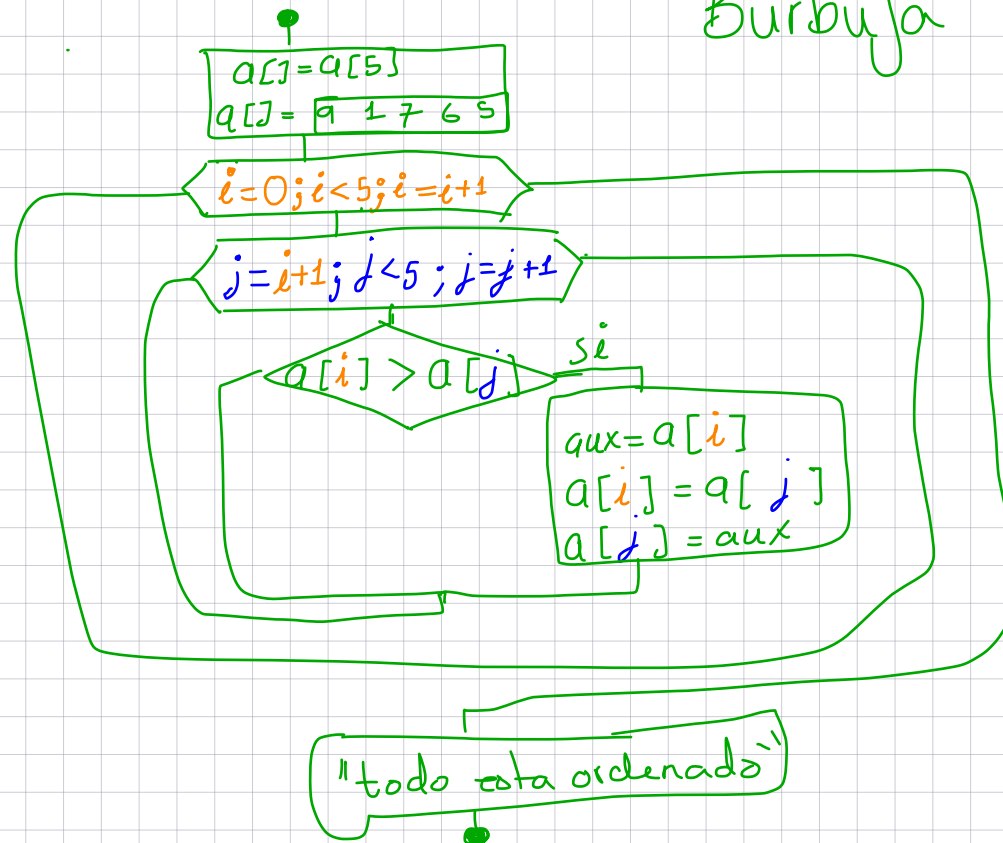 Burbuja
a[]=a[5]
a[]= 9 1 7 6 5
i=0;i<5;i=i+1
j=i+1;j<5;j=j+1
a[i]>a[j]
si
aux=a[i]
a[i]=a[j]
a[j]=aux
"todo esta ordenado"